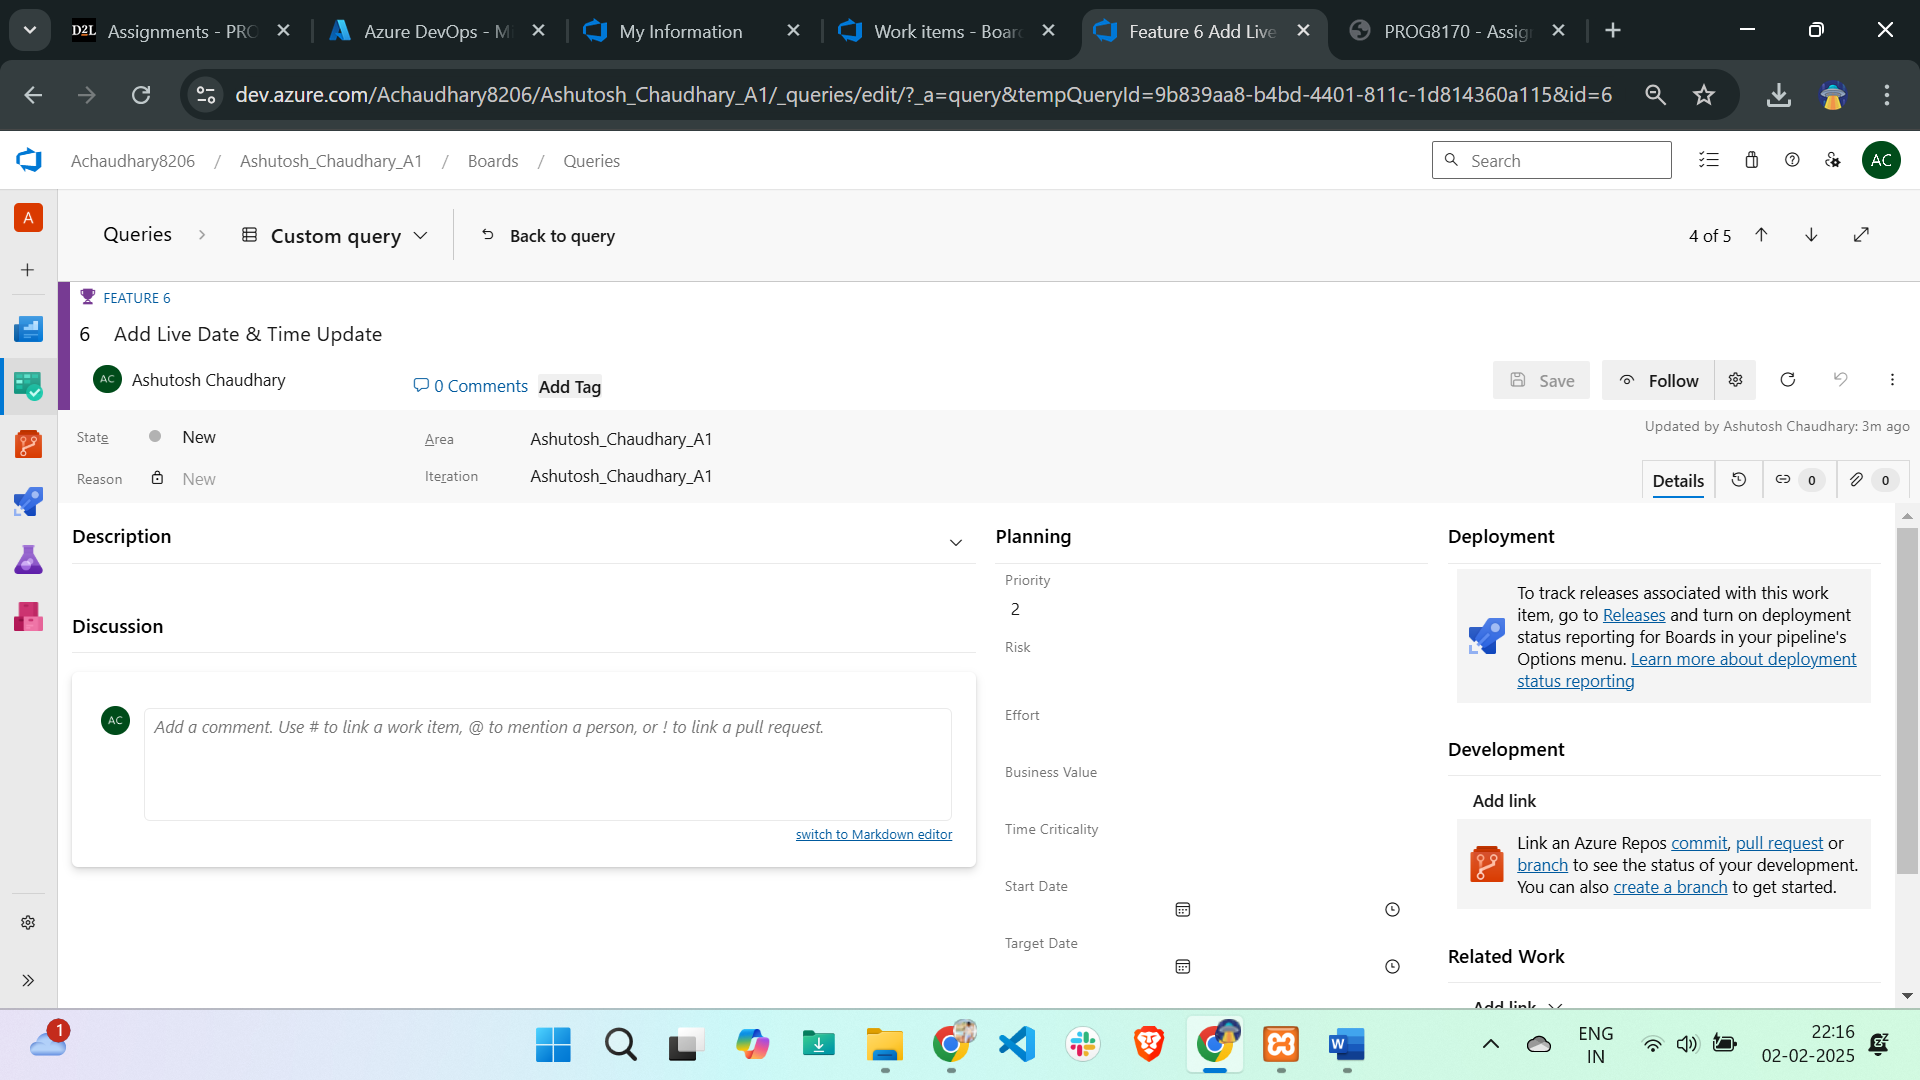 D2L Assignments - PRO
Azure DevOps - Mi
My Information
Work items - Board
Feature 6 Add Live
PROG8170 - Assig
dev.azure.com/Achaudhary8206/Ashutosh_Chaudhary_A1/_queries/edit/?_a=query&tempQueryId=9b839aa8-b4bd-4401-811c-1d814360a115&id=6
Achaudhary8206 / Ashutosh_Chaudhary_A1 / Boards / Queries
Search
AC
A
Queries
Custom query
Back to query
4 of 5
FEATURE 6
6 Add Live Date & Time Update
AC Ashutosh Chaudhary
0 Comments
Add Tag
Save
Follow
State
New
Area
Ashutosh_Chaudhary_A1
Updated by Ashutosh Chaudhary: 3m ago
Reason
New
Iteration
Ashutosh_Chaudhary_A1
Details
0
0
Description
Discussion
AC
Add a comment. Use # to link a work item, @ to mention a person, or ! to link a pull request.
switch to Markdown editor
Planning
Priority
2
Risk
Effort
Business Value
Time Criticality
Start Date
Target Date
Deployment
To track releases associated with this work
item, go to Releases and turn on deployment
status reporting for Boards in your pipeline's
Options menu. Learn more about deployment
status reporting
Development
Add link
Link an Azure Repos commit, pull request or
branch to see the status of your development.
You can also create a branch to get started.
Related Work
Add link
1
W
ENG
IN
22:16
02-02-2025